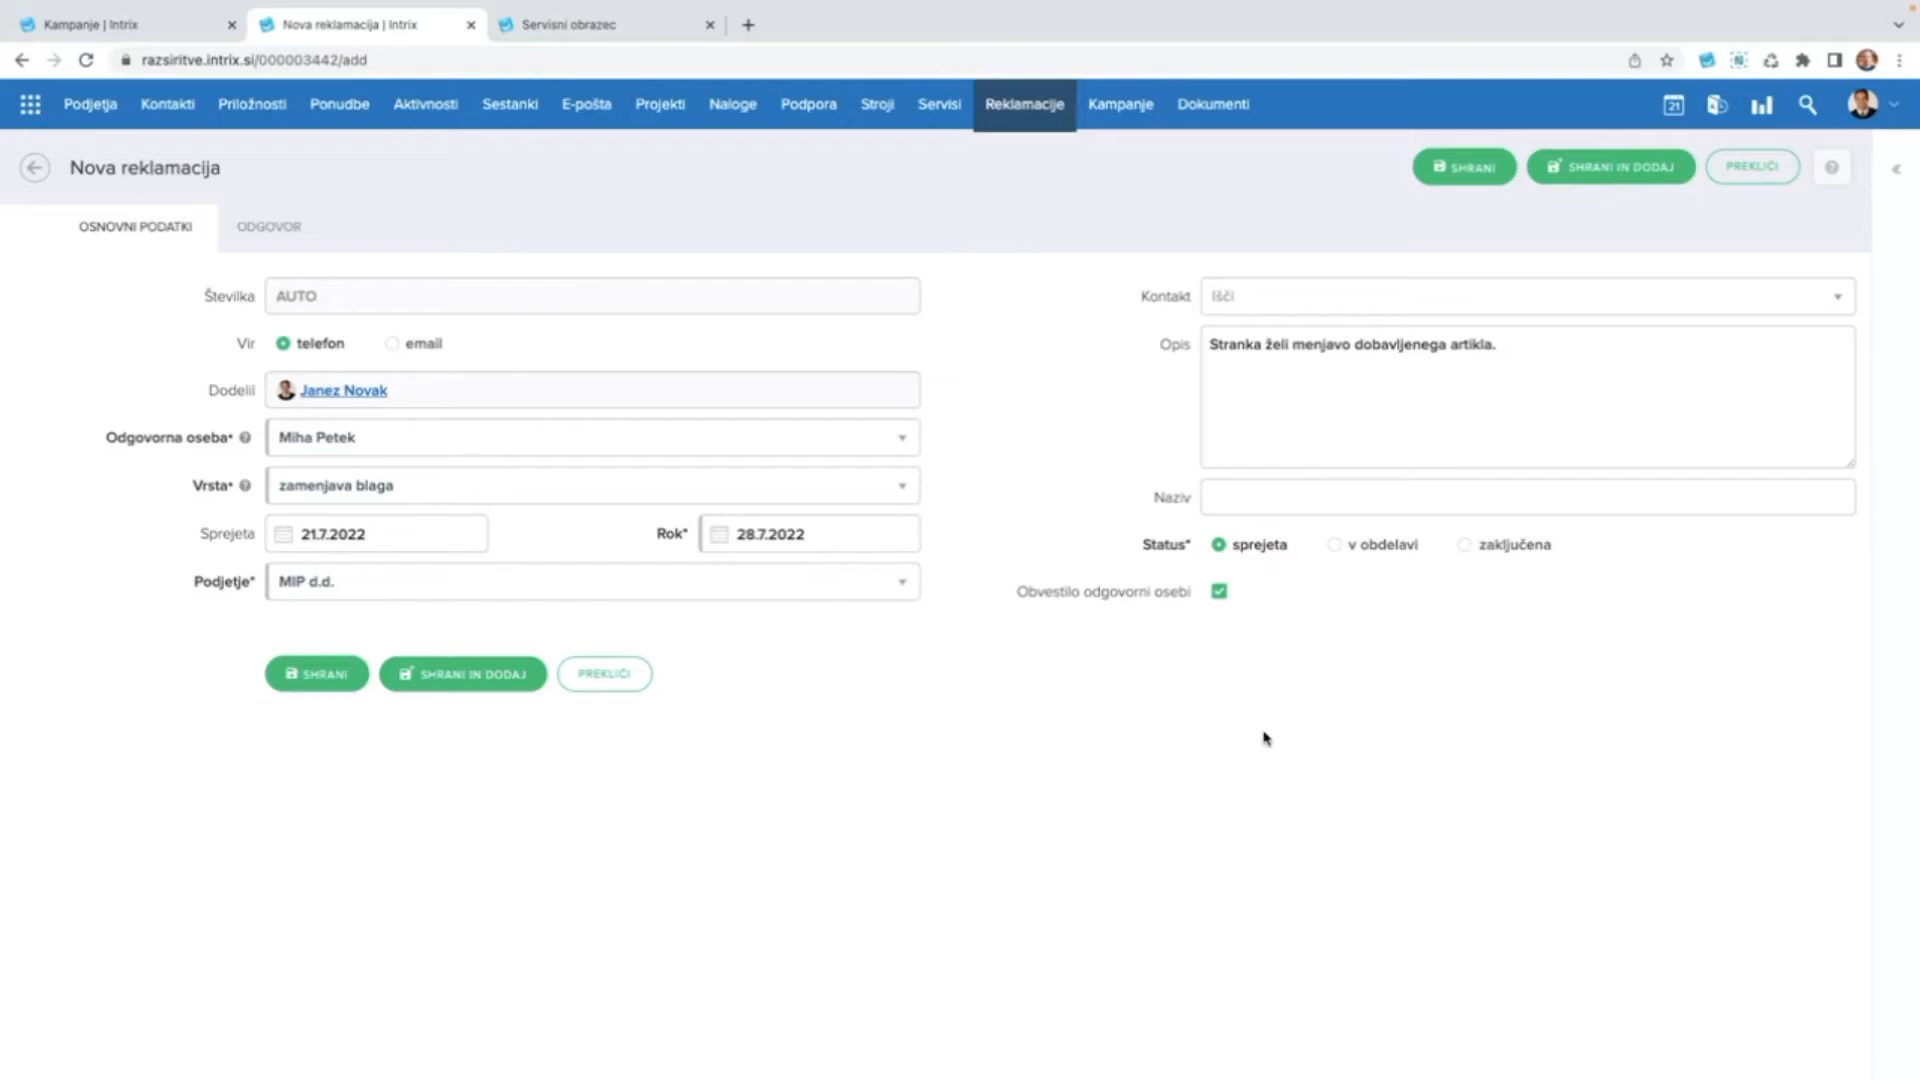 Kampanje | Intrix
Nova reklamacija | Intrix
Servisni obrazec
razsiritve.intrix.si/000003442/add
Podjetja Kontakti Priložnosti Ponudbe Aktivnosti Sestanki E-pošta Projekti Naloge Podpora Stroji Servisi Reklamacije Kampanje Dokumenti
21
Nova reklamacija
SHRANI
SHRANI IN DODAJ
PREKLIČI
OSNOVNI PODATKI
ODGOVOR
Številka AUTO
Vir telefon email
Dodelil Janez Novak
Odgovorna oseba* Miha Petek
Vrsta* zamenjava blaga
Sprejeta 21.7.2022 Rok* 28.7.2022
Podjetje* MIP d.d.
Kontakt Išči
Opis Stranka želi menjavo dobavljenega artikla.
Naziv
Status* sprejeta v obdelavi zaključena
Obvestilo odgovorni osebi
SHRANI
SHRANI IN DODAJ
PREKLIČI